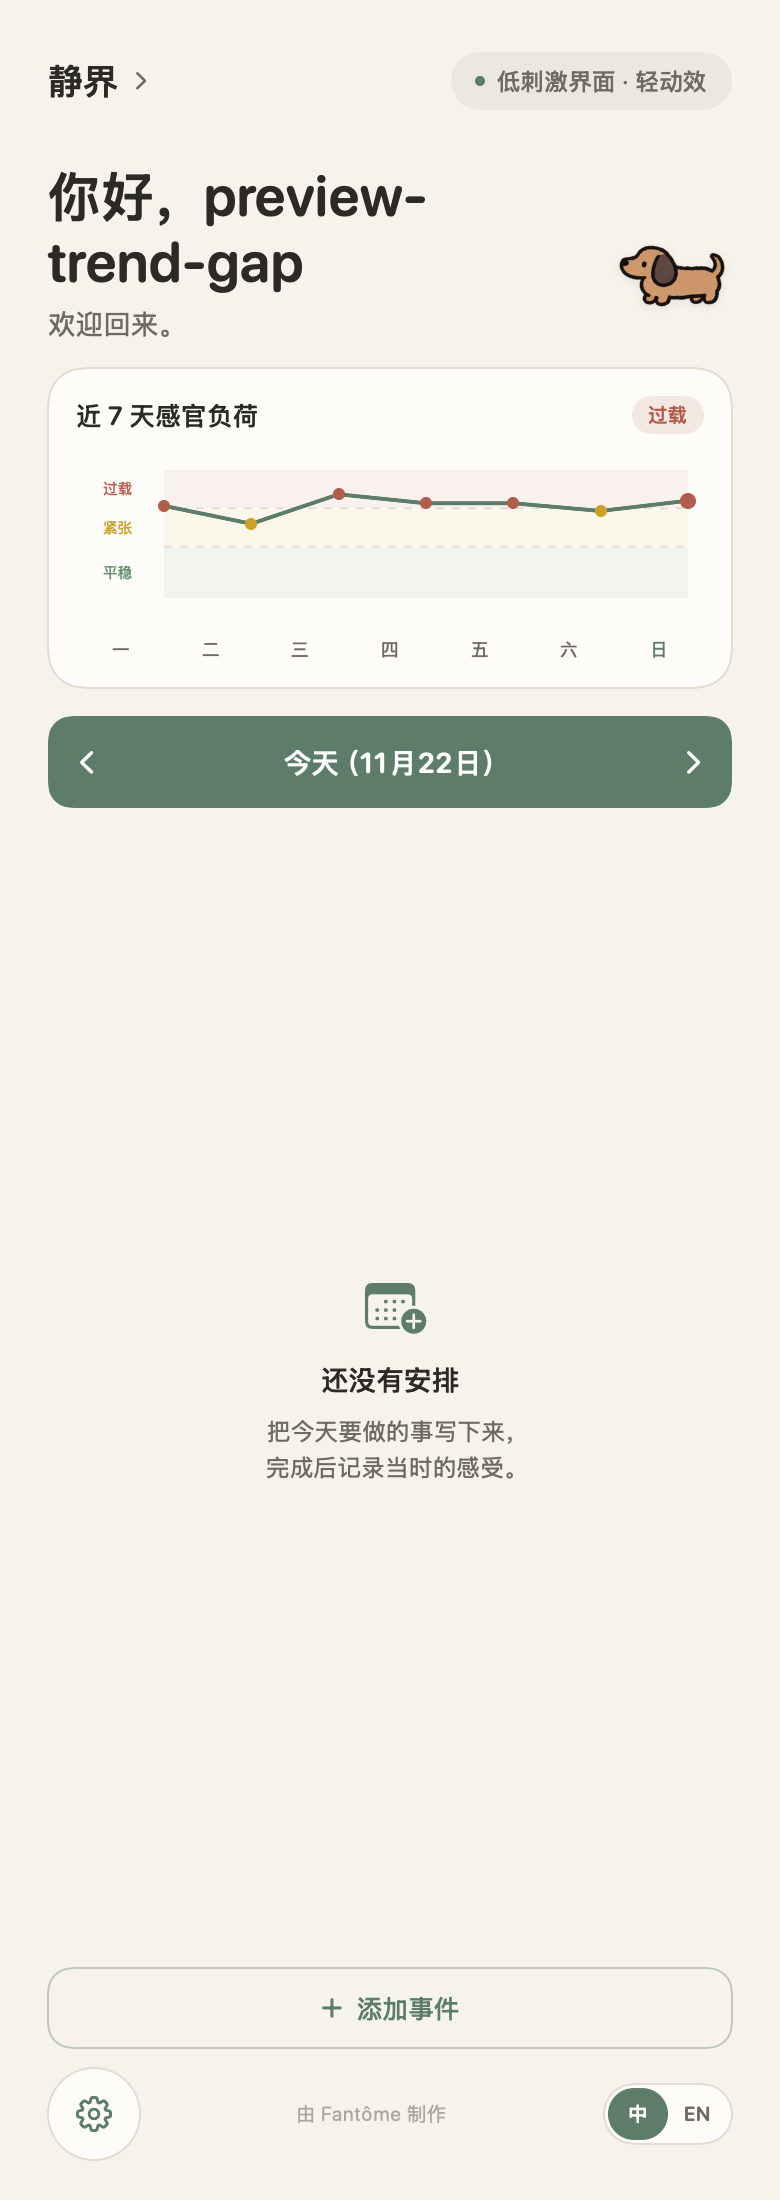 静界
低刺激界面 · 轻动效
你好，preview-
trend-gap
欢迎回来。
近 7 天感官负荷
过载
过载
紧张
平稳
一 二 三 四 五 六 日
今天 (11月22日)
还没有安排
把今天要做的事写下来，
完成后记录当时的感受。
+ 添加事件
由 Fantôme 制作
中 EN